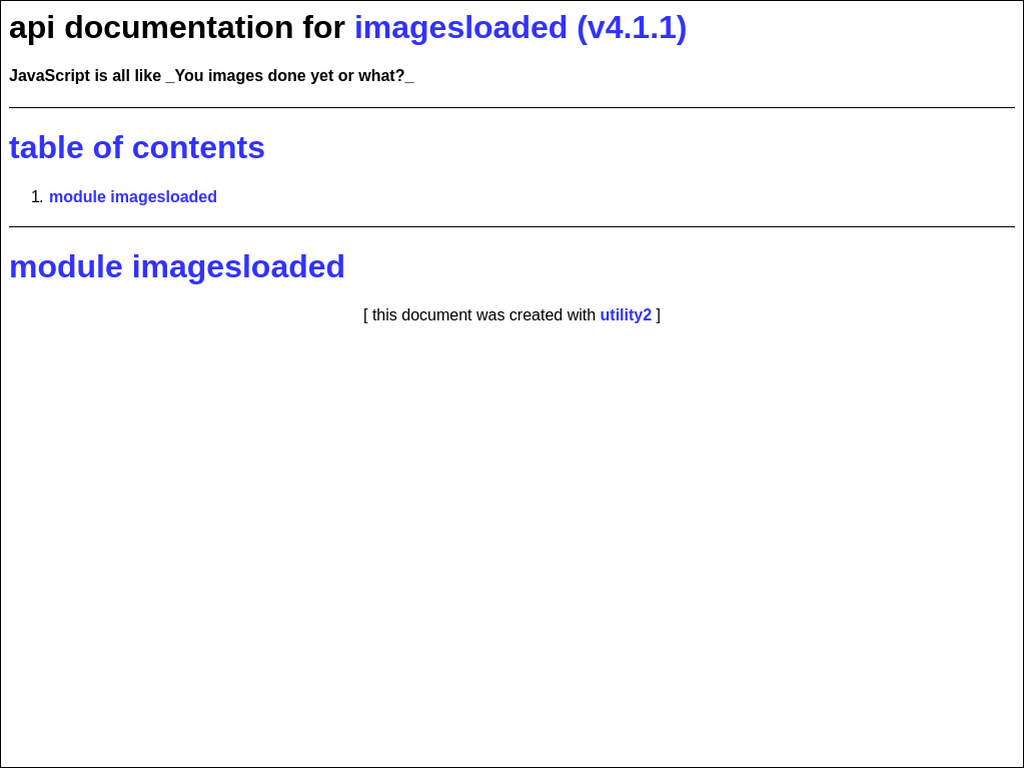 api documentation for imagesloaded (v4.1.1)
JavaScript is all like _You images done yet or what?_
table of contents
1. module imagesloaded
module imagesloaded
[ this document was created with utility2 ]